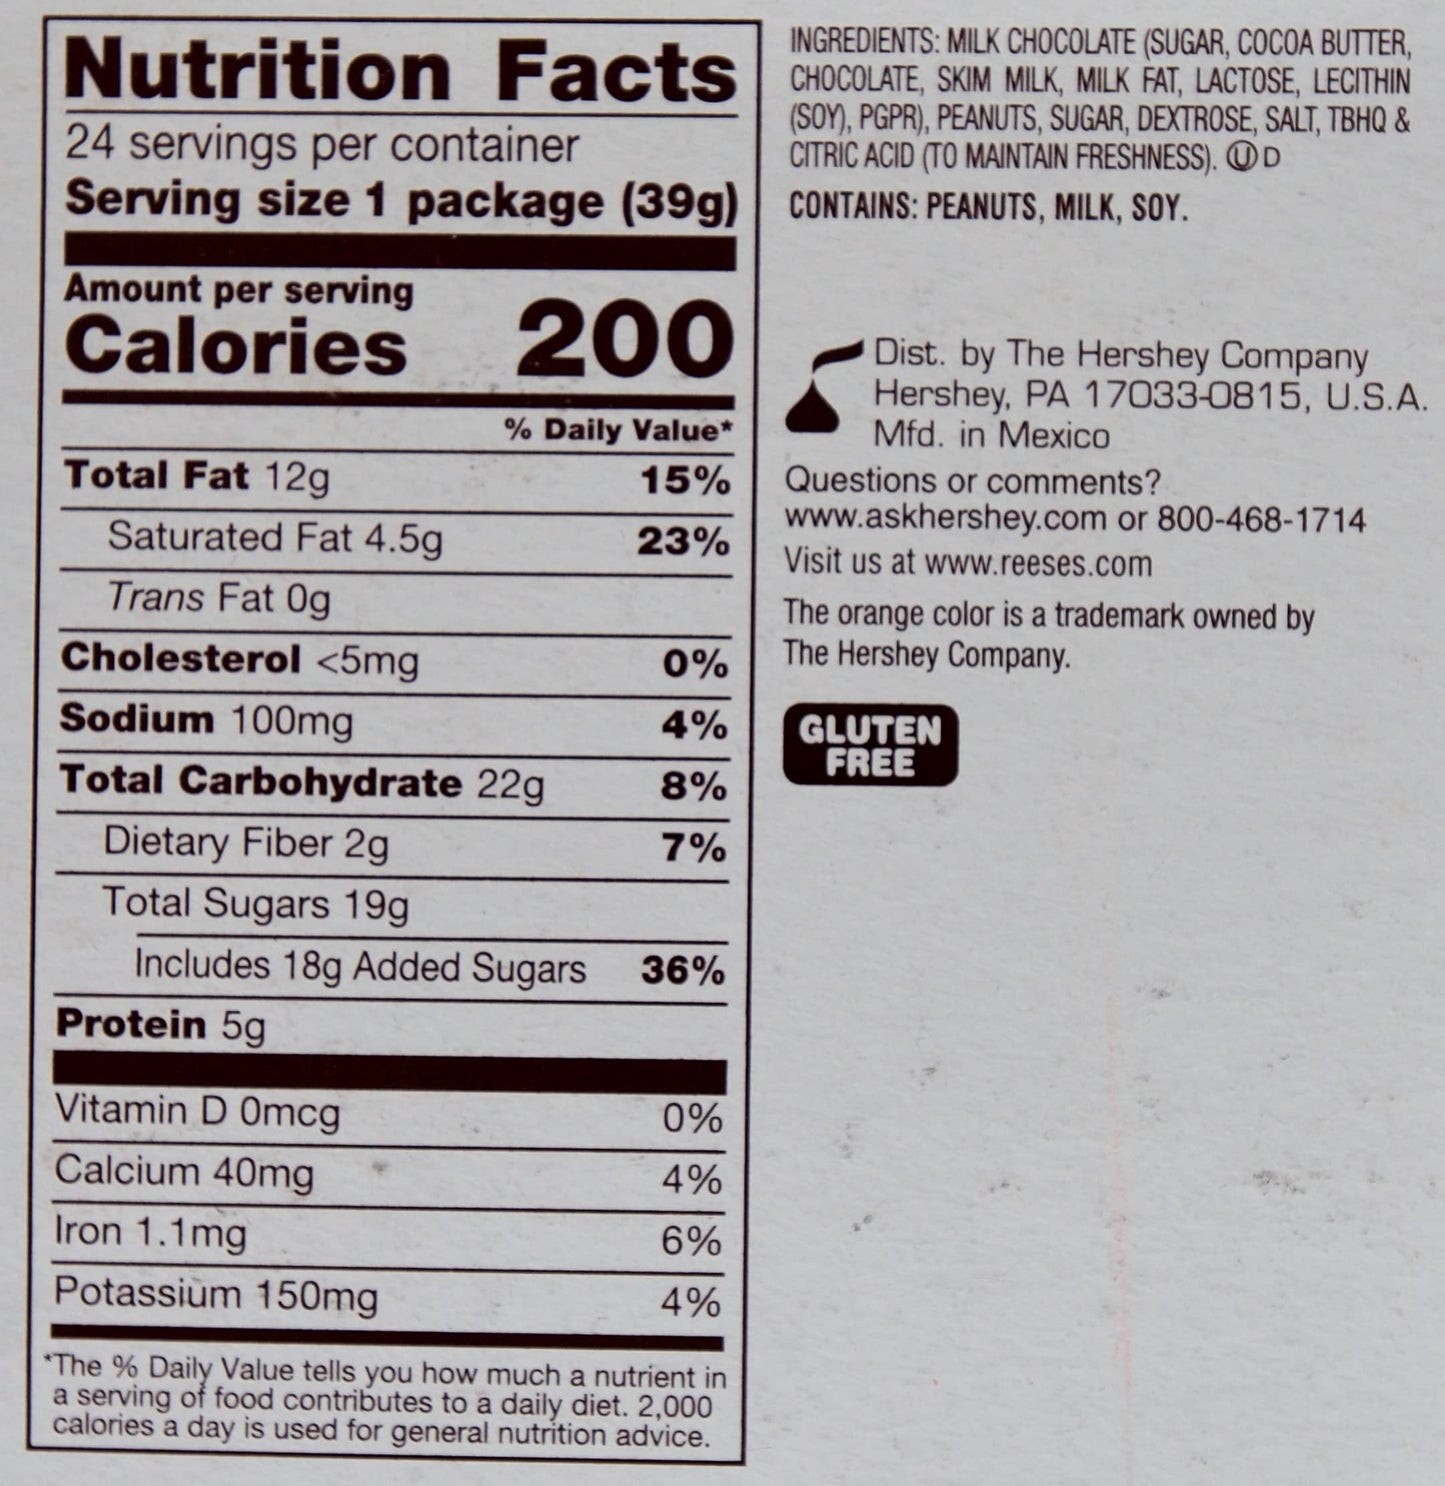 Nutrition Facts
24 servings per container
Serving size 1 package (39g)
Amount per serving
Calories 200
% Daily Value*
Total Fat 12g 15%
Saturated Fat 4.5g 23%
Trans Fat 0g
Cholesterol <5mg 0%
Sodium 100mg 4%
Total Carbohydrate 22g 8%
Dietary Fiber 2g 7%
Total Sugars 19g
Includes 18g Added Sugars 36%
Protein 5g
Vitamin D 0mcg 0%
Calcium 40mg 4%
Iron 1.1mg 6%
Potassium 150mg 4%
*The % Daily Value tells you how much a nutrient in
a serving of food contributes to a daily diet. 2,000
calories a day is used for general nutrition advice.
INGREDIENTS: MILK CHOCOLATE (SUGAR, COCOA BUTTER,
CHOCOLATE, SKIM MILK, MILK FAT, LACTOSE, LECITHIN
(SOY), PGPR), PEANUTS, SUGAR, DEXTROSE, SALT, TBHQ &
CITRIC ACID (TO MAINTAIN FRESHNESS). Ⓤ D
CONTAINS: PEANUTS, MILK, SOY.
Dist. by The Hershey Company
Hershey, PA 17033-0815, U.S.A.
Mfd. in Mexico
Questions or comments?
www.askhershey.com or 800-468-1714
Visit us at www.reeses.com
The orange color is a trademark owned by
The Hershey Company.
GLUTEN
FREE